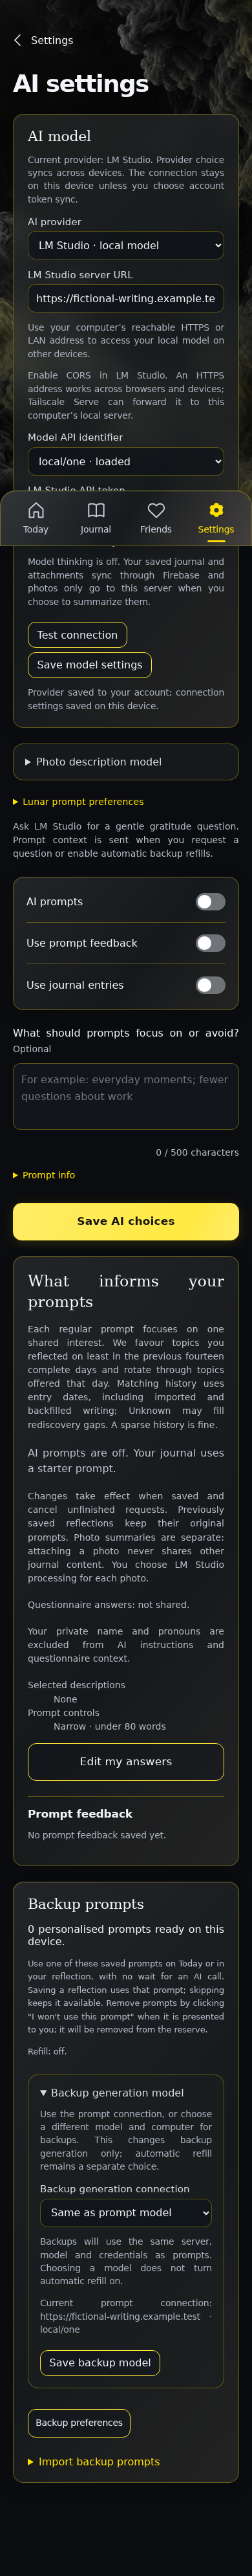 Settings
AI settings
AI model
Current provider: LM Studio. Provider choice
syncs across devices. The connection stays
on this device unless you choose account
token sync.
AI provider
LM Studio · local model
LM Studio server URL
https://fictional-writing.example.te
Use your computer's reachable HTTPS or
LAN address to access your local model on
other devices.
Enable CORS in LM Studio. An HTTPS
address works across browsers and devices;
Tailscale Serve can forward it to this
computer's local server.
Model API identifier
local/one · loaded
LM Studio API token
Today
Journal
Friends
Settings
Model thinking is off. Your saved journal and
attachments sync through Firebase and
photos only go to this server when you
choose to summarize them.
Test connection
Save model settings
Provider saved to your account; connection
settings saved on this device.
Photo description model
Lunar prompt preferences
Ask LM Studio for a gentle gratitude question.
Prompt context is sent when you request a
question or enable automatic backup refills.
AI prompts
Use prompt feedback
Use journal entries
What should prompts focus on or avoid?
Optional
For example: everyday moments; fewer
questions about work
0 / 500 characters
Prompt info
Save AI choices
What informs your
prompts
Each regular prompt focuses on one
shared interest. We favour topics you
reflected on least in the previous fourteen
complete days and rotate through topics
offered that day. Matching history uses
entry dates, including imported and
backfilled writing; Unknown may fill
rediscovery gaps. A sparse history is fine.
AI prompts are off. Your journal uses
a starter prompt.
Changes take effect when saved and
cancel unfinished requests. Previously
saved reflections keep their original
prompts. Photo summaries are separate:
attaching a photo never shares other
journal content. You choose LM Studio
processing for each photo.
Questionnaire answers: not shared.
Your private name and pronouns are
excluded from AI instructions and
questionnaire context.
Selected descriptions
None
Prompt controls
Narrow · under 80 words
Edit my answers
Prompt feedback
No prompt feedback saved yet.
Backup prompts
0 personalised prompts ready on this
device.
Use one of these saved prompts on Today or in
your reflection, with no wait for an AI call.
Saving a reflection uses that prompt; skipping
keeps it available. Remove prompts by clicking
"I won't use this prompt" when it is presented
to you; it will be removed from the reserve.
Refill: off.
Backup generation model
Use the prompt connection, or choose
a different model and computer for
backups. This changes backup
generation only; automatic refill
remains a separate choice.
Backup generation connection
Same as prompt model
Backups will use the same server,
model and credentials as prompts.
Choosing a model does not turn
automatic refill on.
Current prompt connection:
https://fictional-writing.example.test ·
local/one
Save backup model
Backup preferences
Import backup prompts